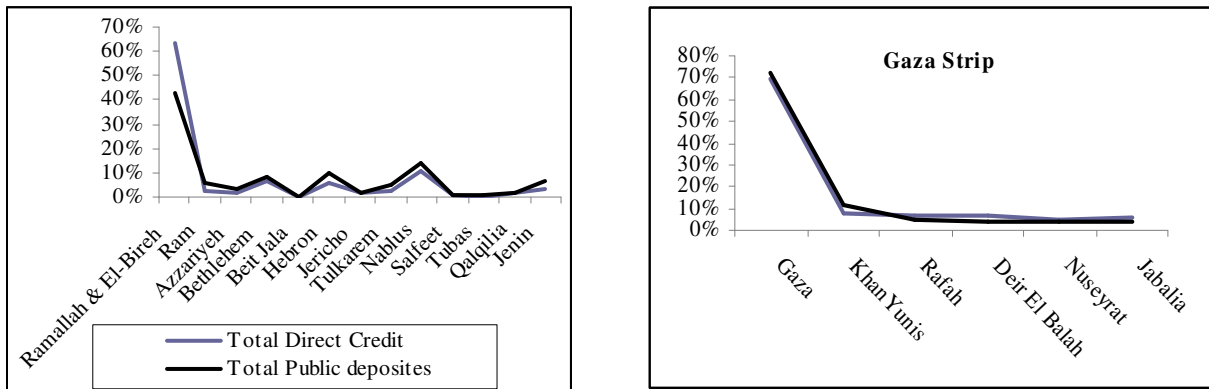 70%
60%
50%
40%
30%
20%
10%
0%
Ramallah & El-Bireh
Ram
Azzariyeh
Bethlehem
Beit Jala
Hebron
Jericho
Tulkarem
Nablus
Salfeet
Tubas
Qalqilia
Jenin
Total Direct Credit
Total Public deposites
Gaza Strip
80%
70%
60%
50%
40%
30%
20%
10%
0%
Gaza
Khan Yunis
Rafah
Deir El Balah
Nuseyrat
Jabalia